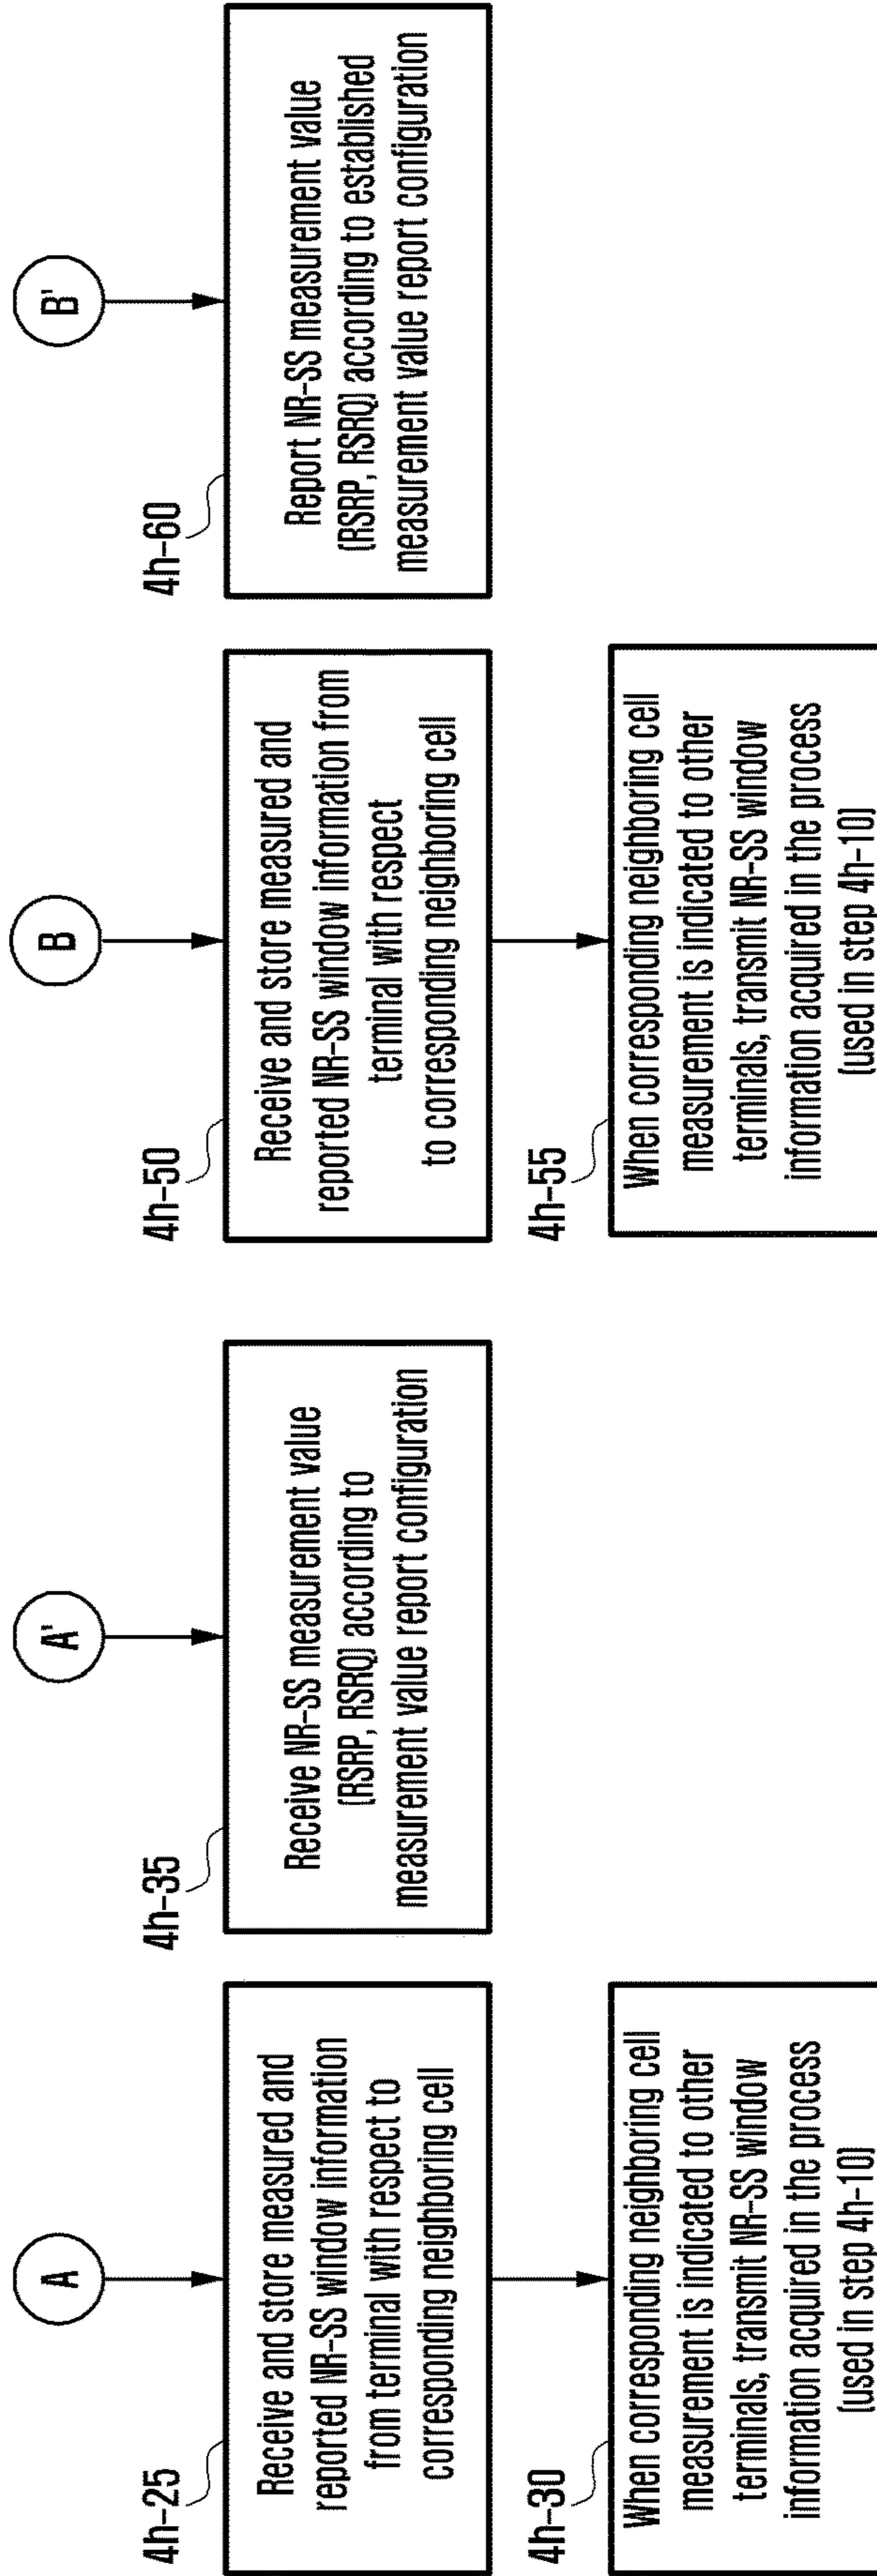 A
4h-25
Receive and store measured and
reported NR-SS window information
from terminal with respect to
corresponding neighboring cell
4h-30
When corresponding neighboring cell
measurement is indicated to other
terminals, transmit NR-SS window
information acquired in the process
(used in step 4h-10)
A'
4h-35
Receive NR-SS measurement value
(RSRP, RSRQ) according to
measurement value report configuration
B
4h-50
Receive and store measured and
reported NR-SS window information from
terminal with respect
to corresponding neighboring cell
4h-55
When corresponding neighboring cell
measurement is indicated to other
terminals, transmit NR-SS window
information acquired in the process
(used in step 4h-10)
B'
4h-60
Report NR-SS measurement value
(RSRP, RSRQ) according to established
measurement value report configuration